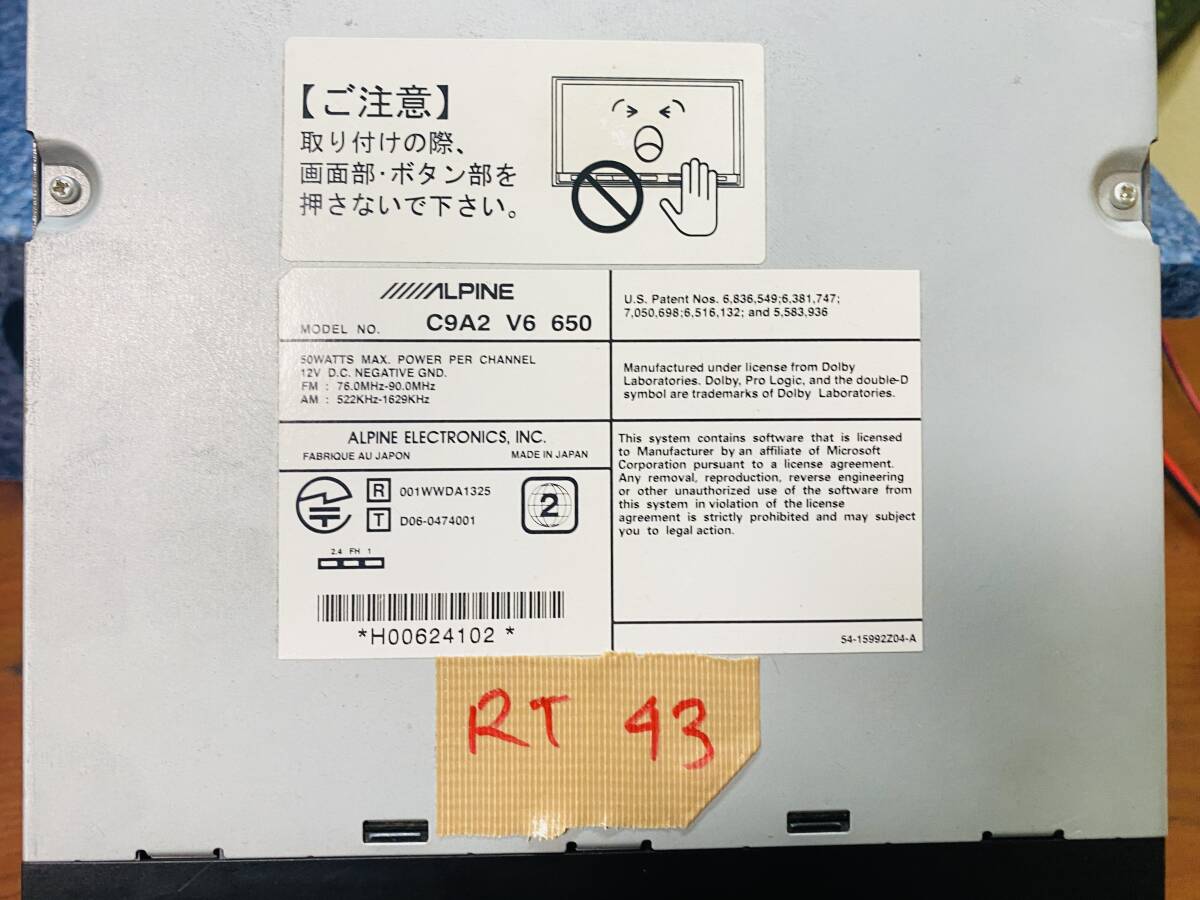 【ご注意】
取り付けの際、
画面部・ボタン部を
押さないで下さい。
ALPINE
MODEL NO. C9A2 V6 650
50WATTS MAX. POWER PER CHANNEL
12V D.C. NEGATIVE GND.
FM : 76.0MHz-90.0MHz
AM : 522KHz-1629KHz
ALPINE ELECTRONICS, INC.
FABRIQUE AU JAPON MADE IN JAPAN
R 001WWDA1325
T D06-0474001
2
2.4 FH 1
*H00624102*
U.S. Patent Nos. 6,836,549;6,381,747;
7,050,698;6,516,132; and 5,583,936
Manufactured under license from Dolby
Laboratories. Dolby, Pro Logic, and the double-D
symbol are trademarks of Dolby Laboratories.
This system contains software that is licensed
to Manufacturer by an affiliate of Microsoft
Corporation pursuant to a license agreement.
Any removal, reproduction, reverse engineering
or other unauthorized use of the software from
this system in violation of the license
agreement is strictly prohibited and may subject
you to legal action.
54-15992Z04-A
RT 43